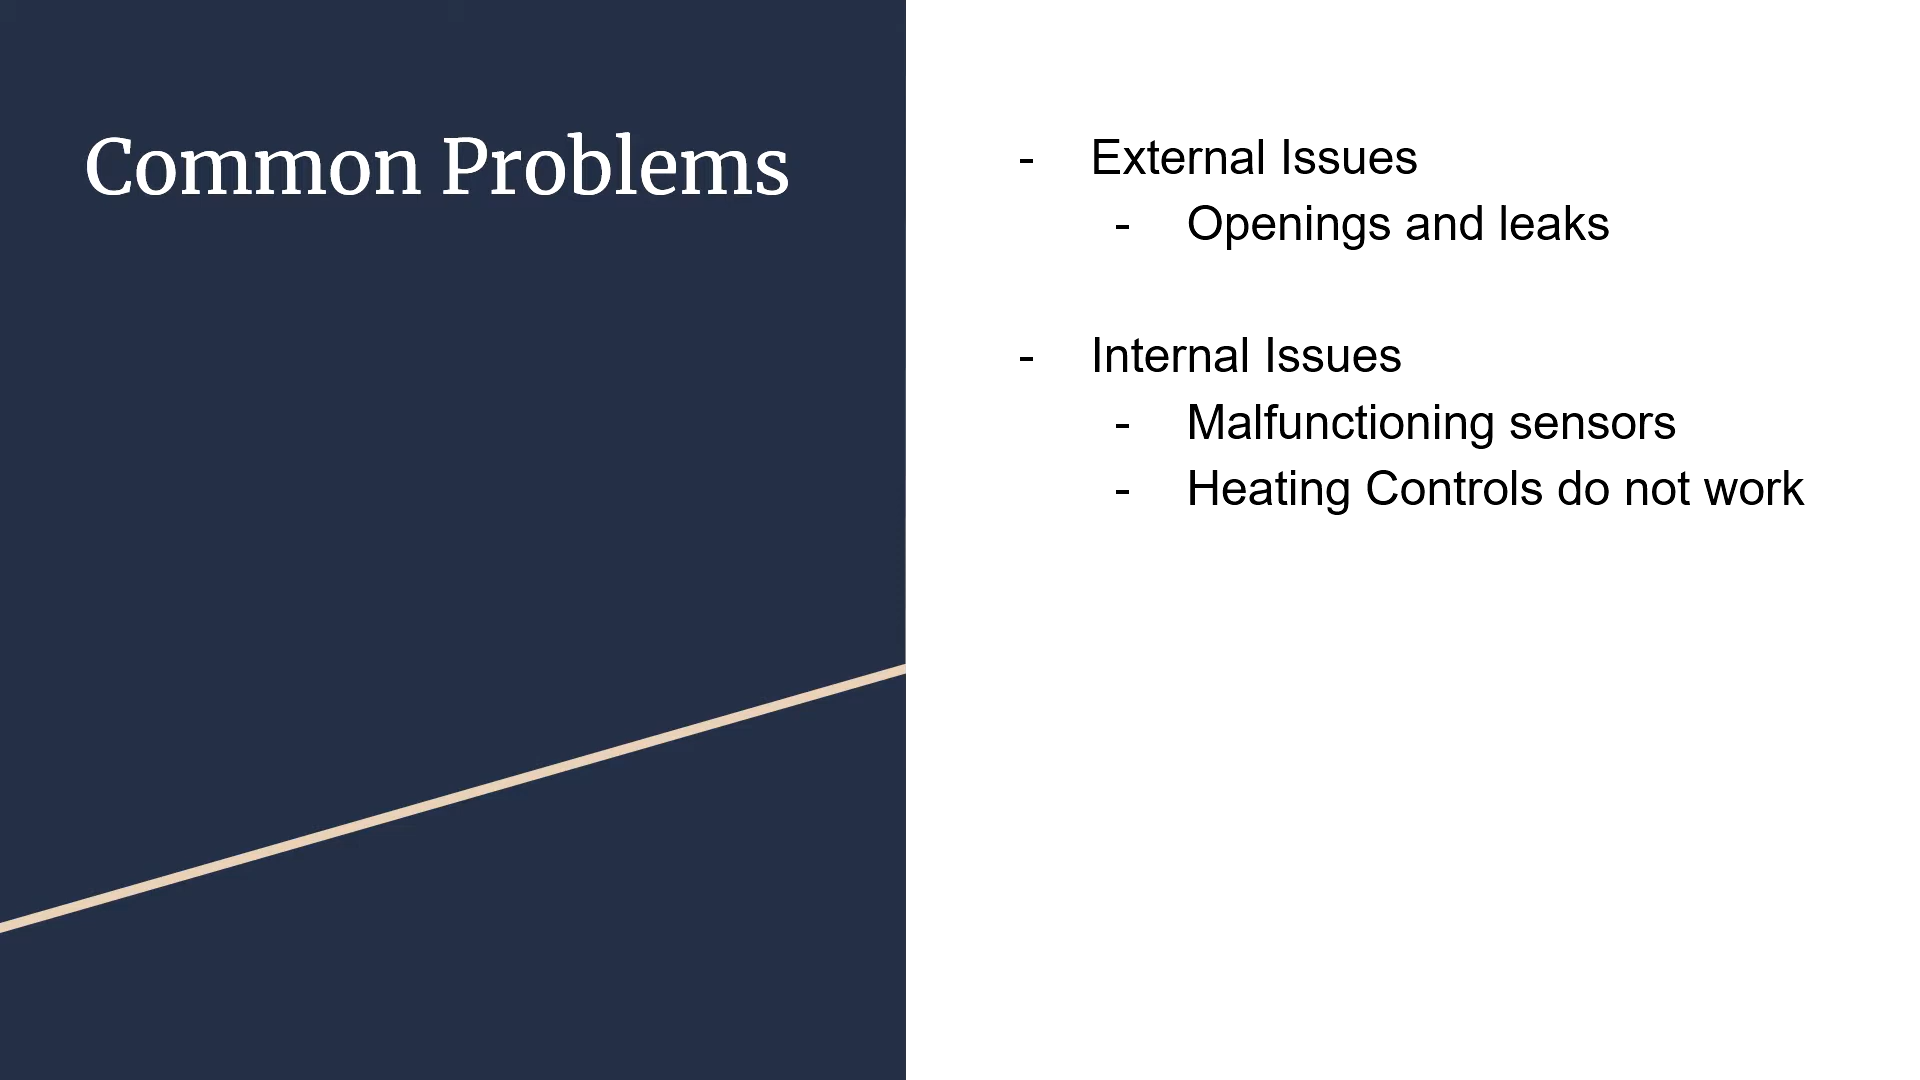 Common Problems
- External Issues
- Openings and leaks
- Internal Issues
- Malfunctioning sensors
- Heating Controls do not work